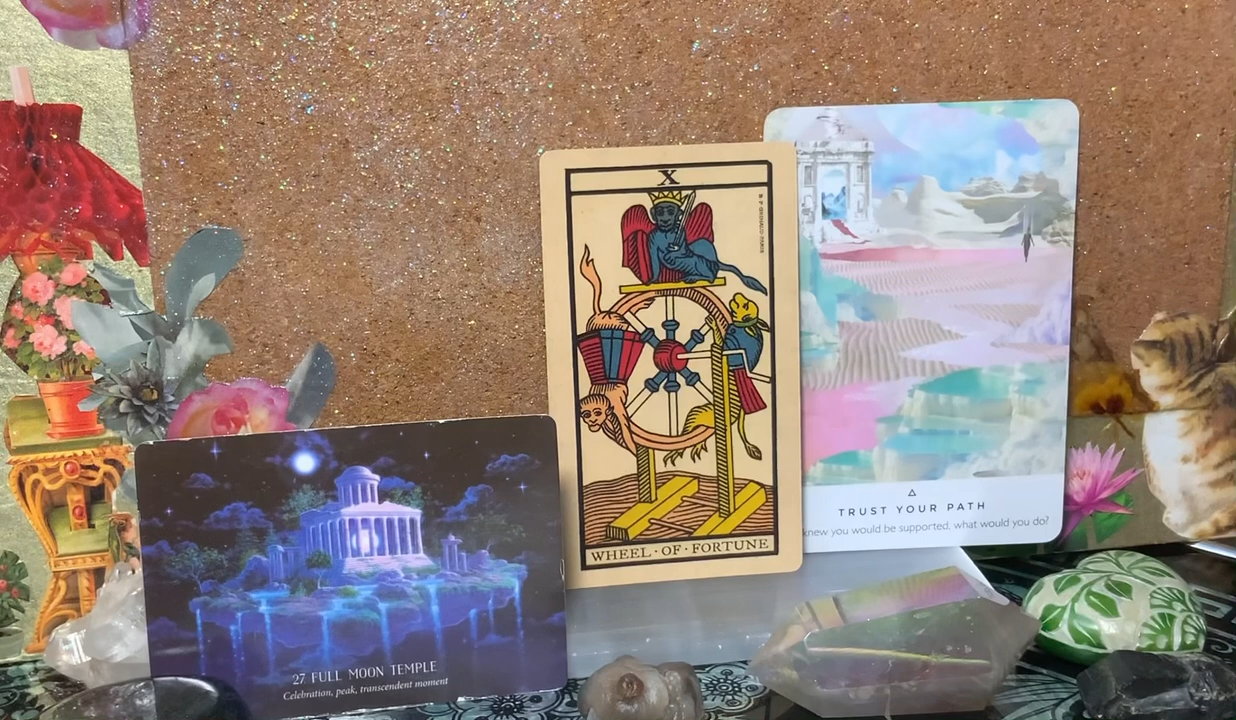 27 FULL MOON TEMPLE
Celebration, peak, transcendent moment
X
WHEEL·OF·FORTUNE
TRUST YOUR PATH
knew you would be supported, what would you do?